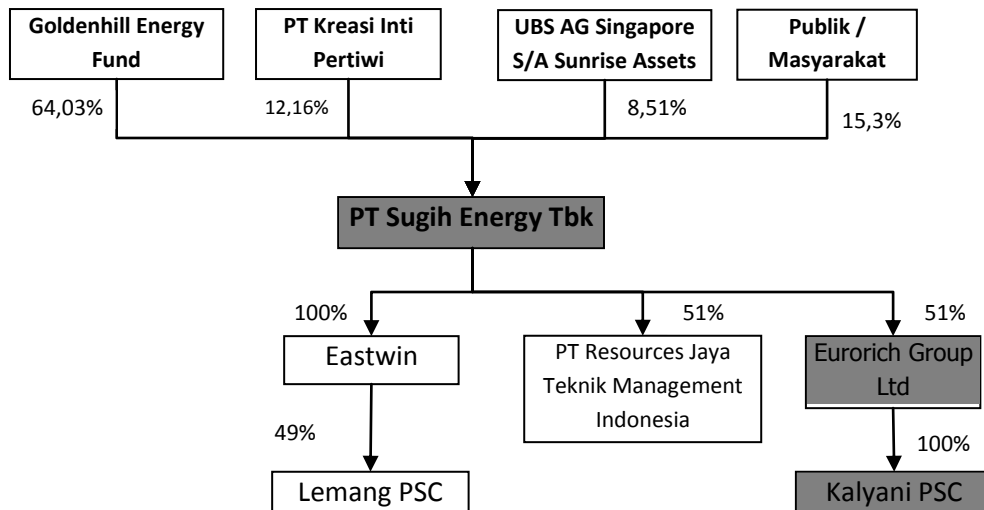 Goldenhill Energy
Fund
PT Kreasi Inti
Pertiwi
UBS AG Singapore
S/A Sunrise Assets
Publik /
Masyarakat
64,03%
12,16%
8,51%
15,3%
PT Sugih Energy Tbk
100%
51%
51%
Eastwin
PT Resources Jaya
Teknik Management
Indonesia
Eurorich Group
Ltd
49%
100%
Lemang PSC
Kalyani PSC